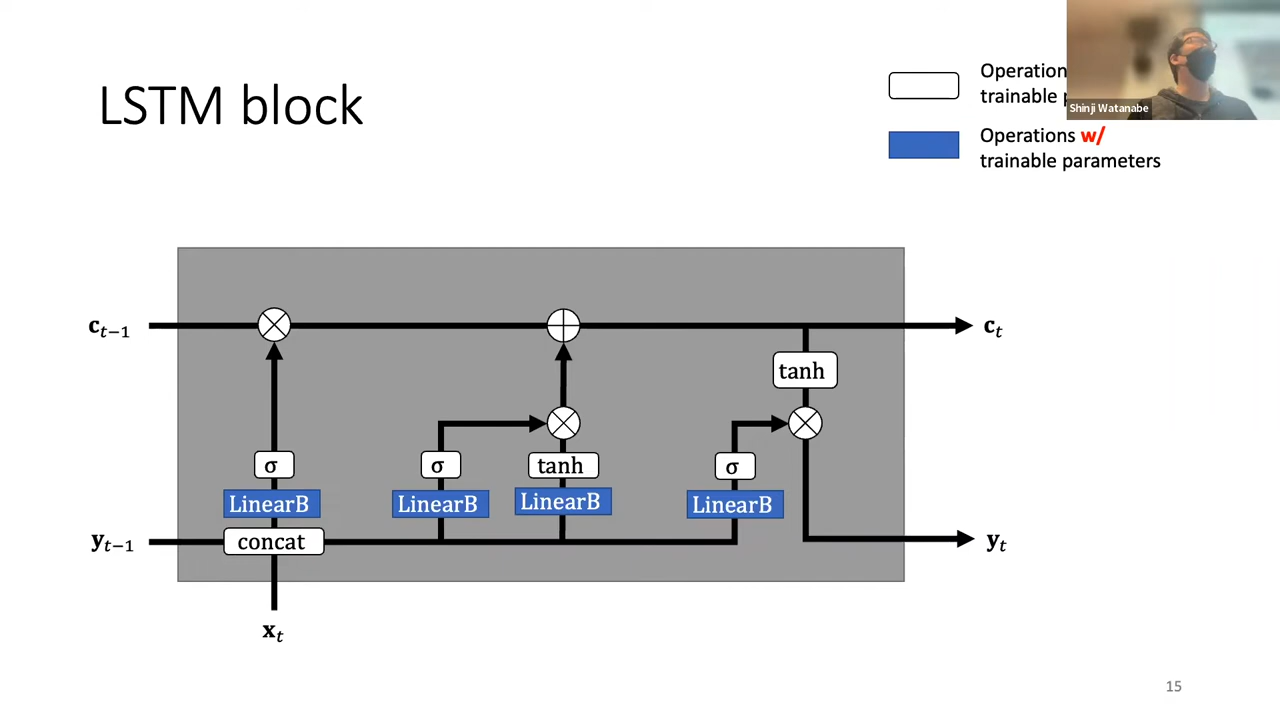 LSTM block
Operation
trainable
Shinji Watanabe
Operations w/
trainable parameters
c_{t−1}
c_t
tanh
σ
σ
tanh
σ
LinearB
LinearB
LinearB
LinearB
y_{t−1}
concat
y_t
x_t
15